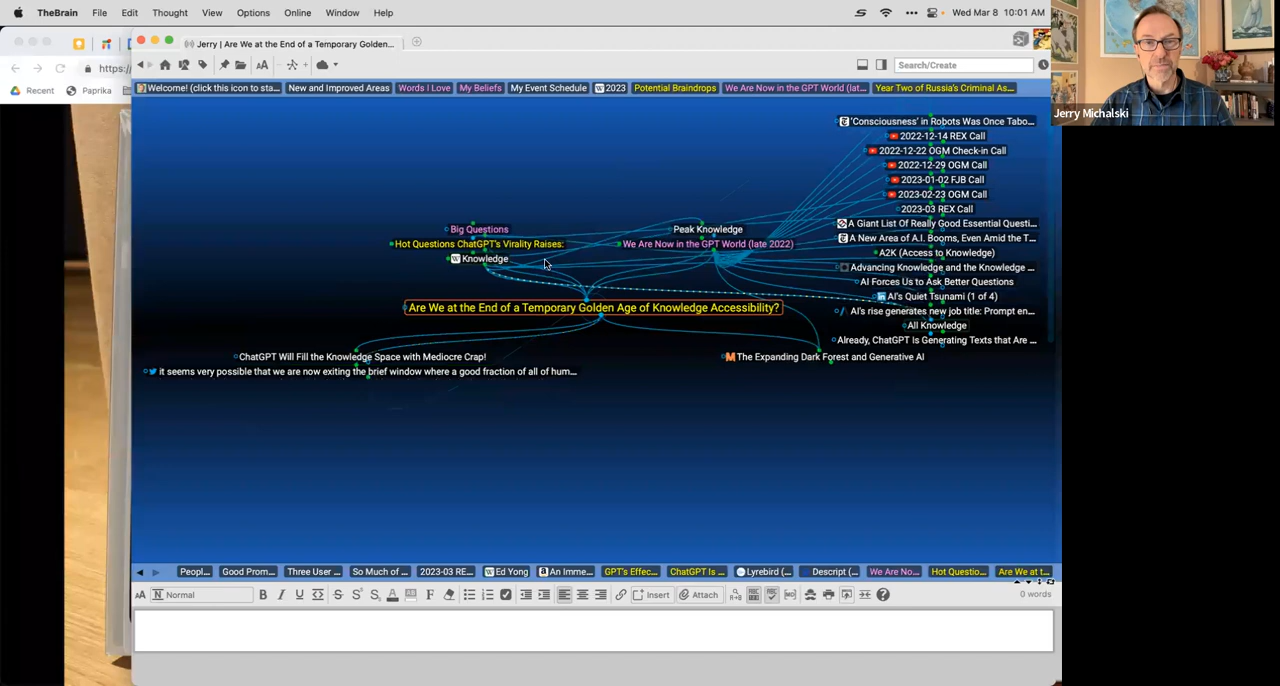 TheBrain File Edit Thought View Options Online Window Help Wed Mar 8 10:01 AM
Jerry | Are We at the End of a Temporary Golden...
https:/
Search/Create
Recent Paprika
Welcome! (click this icon to sta... New and Improved Areas Words I Love My Beliefs My Event Schedule 2023 Potential Braindrops We Are Now in the GPT World (lat... Year Two of Russia's Criminal As...
Jerry Michalski
'Consciousness' in Robots Was Once Tabo...
2022-12-14 REX Call
2022-12-22 OGM Check-in Call
2022-12-29 OGM Call
2023-01-02 FJB Call
2023-02-23 OGM Call
2023-03 REX Call
A Giant List Of Really Good Essential Questi...
Big Questions Peak Knowledge
A New Area of A.I. Booms, Even Amid the T...
Hot Questions ChatGPT's Virality Raises: We Are Now in the GPT World (late 2022)
A2K (Access to Knowledge)
Knowledge
Advancing Knowledge and the Knowledge ...
AI Forces Us to Ask Better Questions
AI's Quiet Tsunami (1 of 4)
Are We at the End of a Temporary Golden Age of Knowledge Accessibility?
AI's rise generates new job title: Prompt en...
All Knowledge
Already, ChatGPT is Generating Texts that Are ...
ChatGPT Will Fill the Knowledge Space with Mediocre Crap! The Expanding Dark Forest and Generative AI
it seems very possible that we are now exiting the brief window where a good fraction of all of hum...
Peopl... Good Prom... Three User ... So Much of ... 2023-03 RE... Ed Yong An Imme... GPT's Effec... ChatGPT Is ... Lyrebird (... Descript (... We Are No... Hot Questio... Are We at t...
Normal Insert Attach 0 words